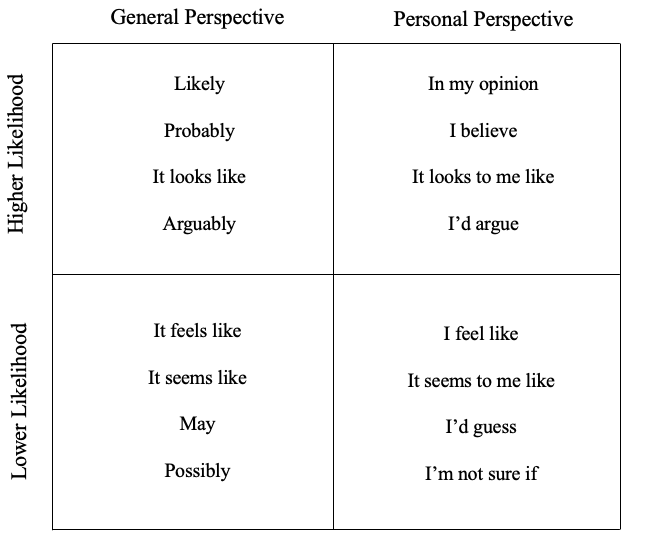 General Perspective
Personal Perspective
Higher Likelihood
Likely
Probably
It looks like
Arguably
In my opinion
I believe
It looks to me like
I'd argue
Lower Likelihood
It feels like
It seems like
May
Possibly
I feel like
It seems to me like
I'd guess
I'm not sure if